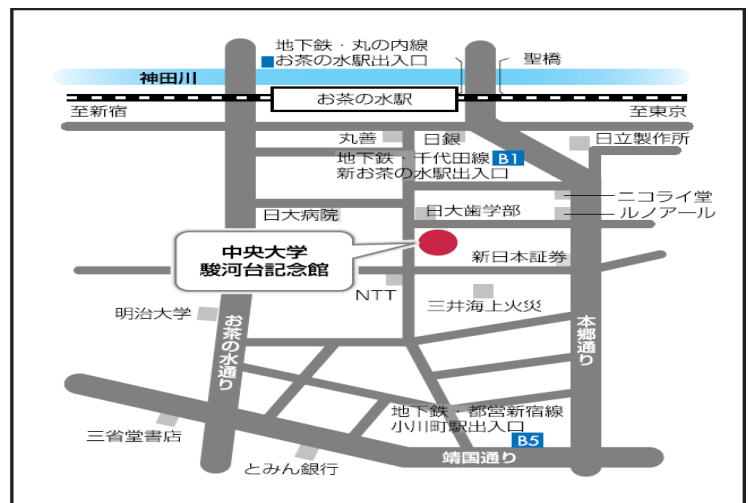 地下鉄・丸の内線
お茶の水駅出入口
聖橋
神田川
お茶の水駅
至新宿
至東京
丸善
日銀
日立製作所
地下鉄・千代田線 B1
新お茶の水駅出入口
ニコライ堂
ルノアール
日大病院
日大歯学部
中央大学
駿河台記念館
新日本証券
NTT
三井海上火災
明治大学
お茶の水通り
本郷通り
地下鉄・都営新宿線
小川町駅出入口
B5
三省堂書店
とみん銀行
靖国通り